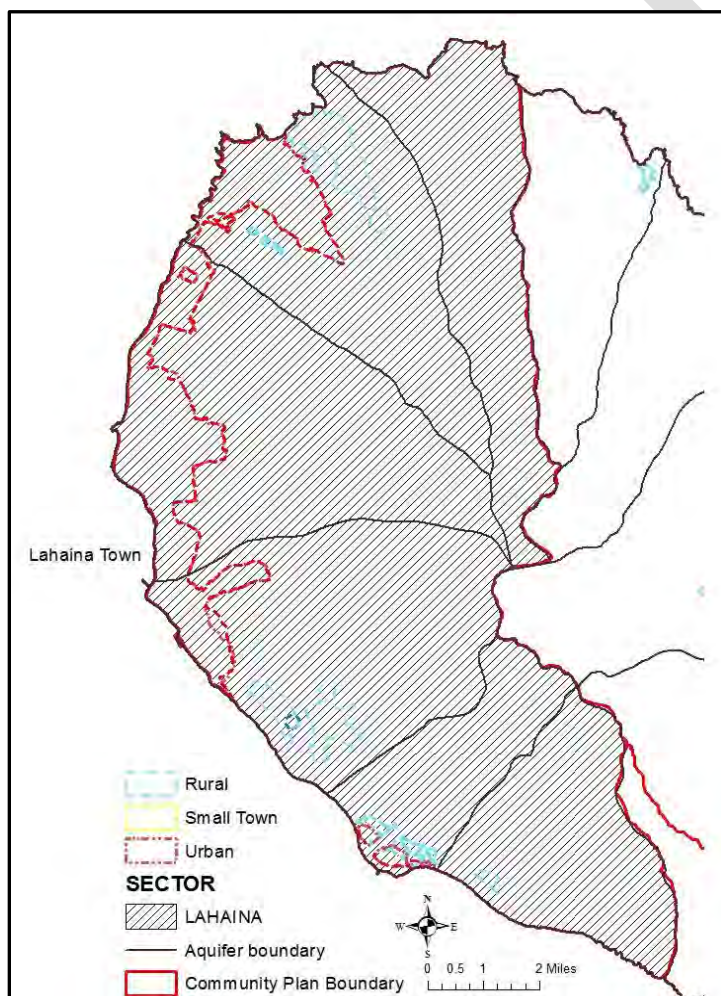 Lahaina Town
Rural
Small Town
Urban
SECTOR
LAHAINA
Aquifer boundary
Community Plan Boundary
N
W E
S
0 0.5 1 2 Miles